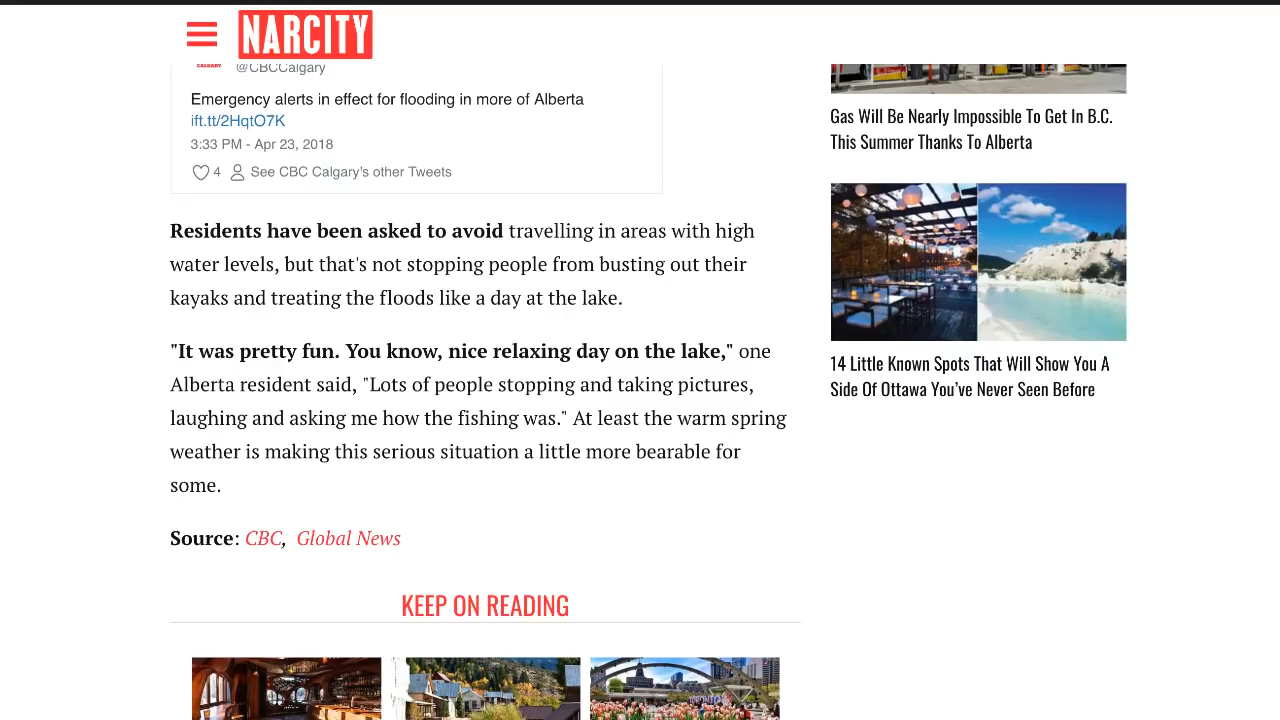 NARCITY
CALGARY
@CBCCalgary
Emergency alerts in effect for flooding in more of Alberta
ift.tt/2HqtO7K
3:33 PM - Apr 23, 2018
4 See CBC Calgary's other Tweets
Residents have been asked to avoid travelling in areas with high
water levels, but that's not stopping people from busting out their
kayaks and treating the floods like a day at the lake.
"It was pretty fun. You know, nice relaxing day on the lake," one
Alberta resident said, "Lots of people stopping and taking pictures,
laughing and asking me how the fishing was." At least the warm spring
weather is making this serious situation a little more bearable for
some.
Source: CBC, Global News
KEEP ON READING
Gas Will Be Nearly Impossible To Get In B.C.
This Summer Thanks To Alberta
14 Little Known Spots That Will Show You A
Side Of Ottawa You’ve Never Seen Before